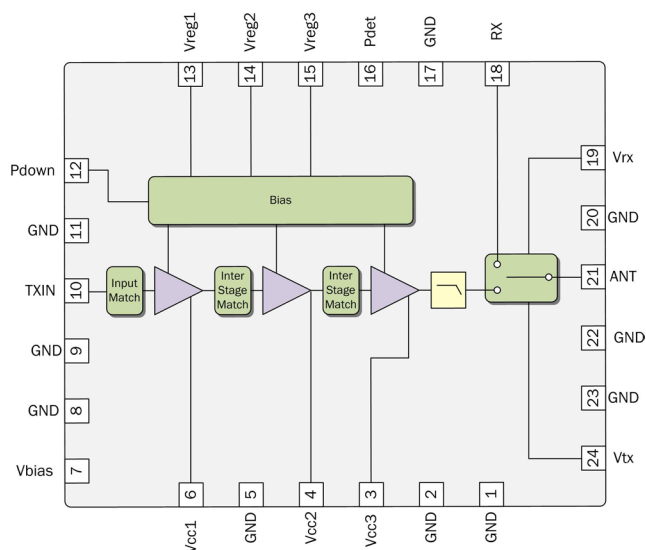 Vreg1
Vreg2
Vreg3
Pdet
GND
RX
13
14
15
16
17
18
Pdown
12
19
Vrx
Bias
GND
11
20
GND
TXIN
10
Input
Match
Inter
Stage
Match
Inter
Stage
Match
21
ANT
GND
9
22
GND
GND
8
23
GND
Vbias
7
24
Vtx
6
5
4
3
2
1
Vcc1
GND
Vcc2
Vcc3
GND
GND